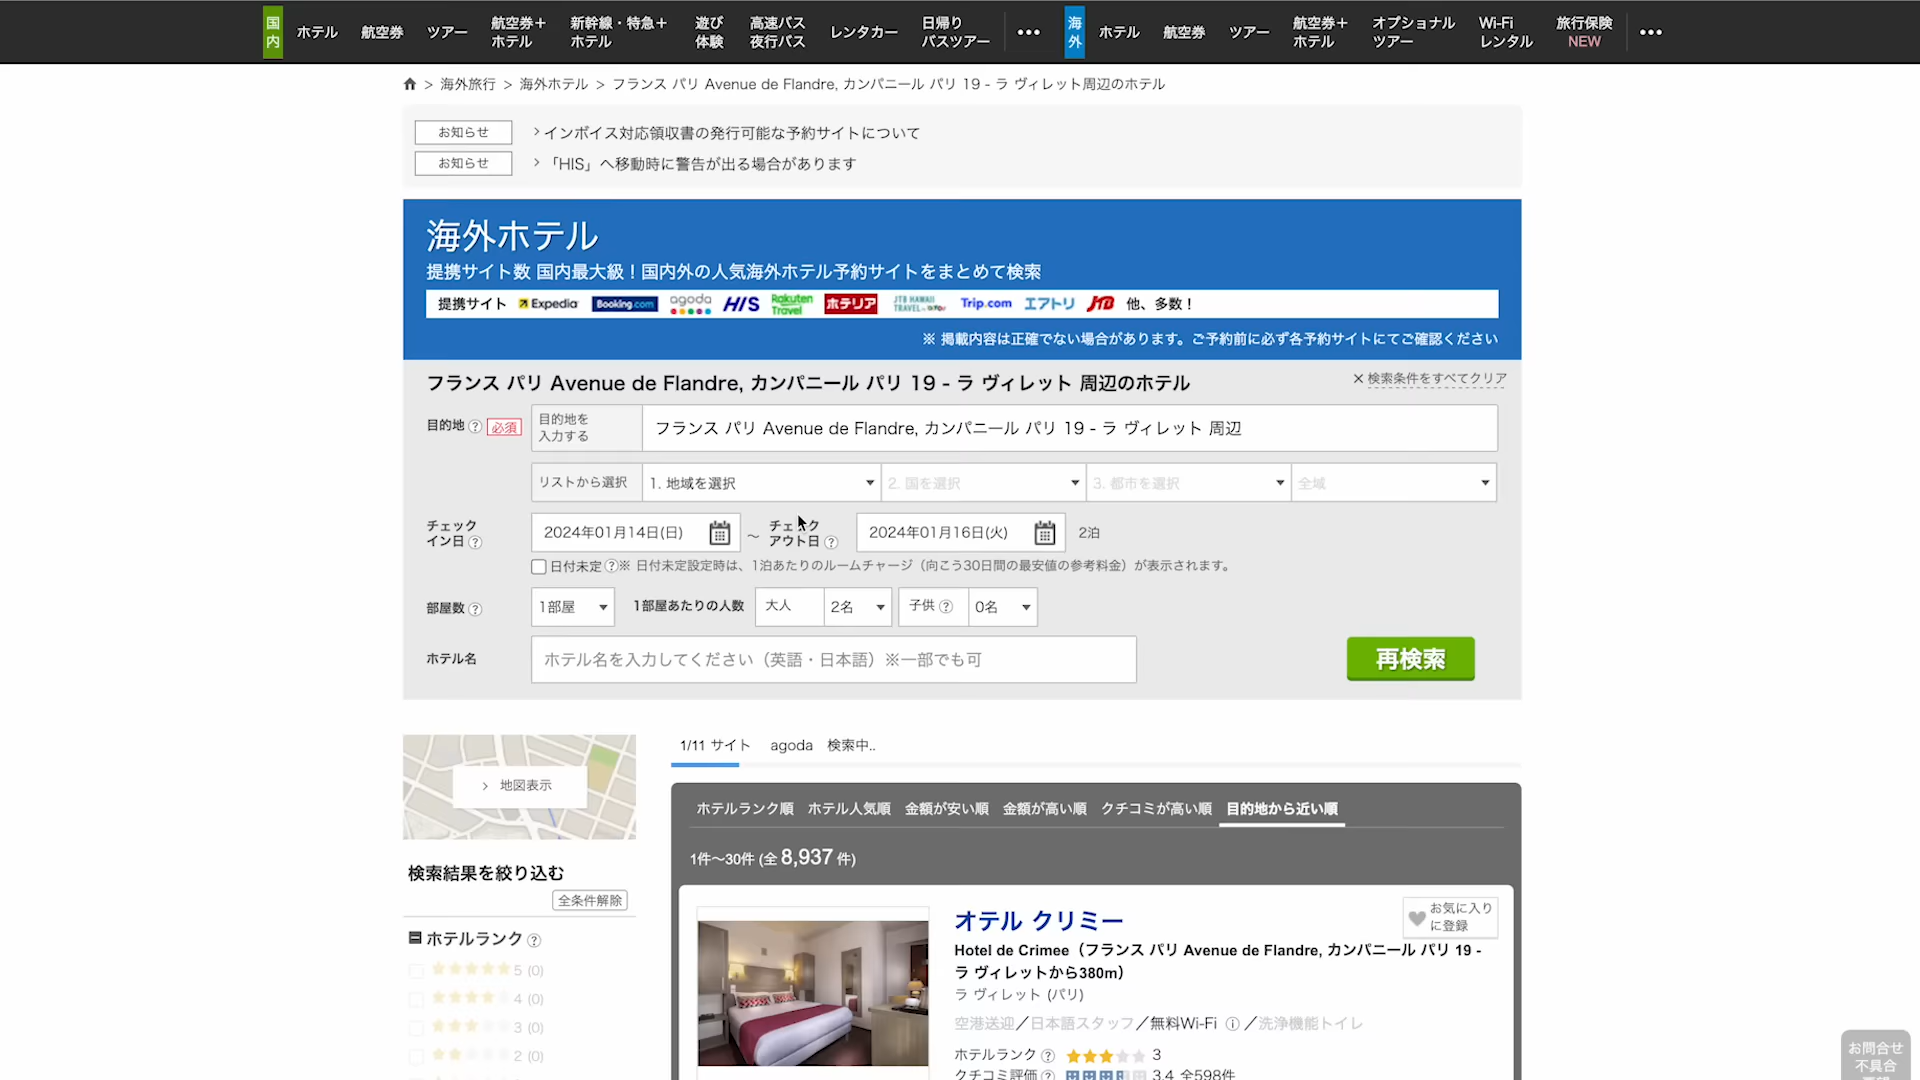 国内
ホテル
航空券
ツアー
航空券+
ホテル
新幹線・特急+
ホテル
遊び
体験
高速バス
夜行バス
レンタカー
日帰り
バスツアー
•••
海外
ホテル
航空券
ツアー
航空券+
ホテル
オプショナル
ツアー
Wi-Fi
レンタル
旅行保険
NEW
•••
> 海外旅行 > 海外ホテル > フランス パリ Avenue de Flandre, カンパニール パリ 19 - ラ ヴィレット周辺のホテル
お知らせ > インボイス対応領収書の発行可能な予約サイトについて
お知らせ > 「HIS」へ移動時に警告が出る場合があります
海外ホテル
提携サイト数 国内最大級！国内外の人気海外ホテル予約サイトをまとめて検索
提携サイト Expedia Booking.com agoda HIS Rakuten Travel ホテリア JTB HAWAII TRAVEL Trip.com エアトリ JTB 他、多数！
※ 掲載内容は正確でない場合があります。ご予約前に必ず各予約サイトにてご確認ください
フランス パリ Avenue de Flandre, カンパニール パリ 19 - ラ ヴィレット 周辺のホテル
×検索条件をすべてクリア
目的地 ? 必須
目的地を
入力する
フランス パリ Avenue de Flandre, カンパニール パリ 19 - ラ ヴィレット 周辺
リストから選択 1. 地域を選択 2. 国を選択 3. 都市を選択 全域
チェック
イン日 ?
2024年01月14日(日)
～
チェック
アウト日 ?
2024年01月16日(火)
2泊
日付未定 ?※ 日付未定設定時は、1泊あたりのルームチャージ（向こう30日間の最安値の参考料金）が表示されます。
部屋数 ? 1部屋 1部屋あたりの人数 大人 2名 子供 ? 0名
ホテル名 ホテル名を入力してください（英語・日本語）※一部でも可
再検索
> 地図表示
1/11 サイト agoda 検索中..
ホテルランク順 ホテル人気順 金額が安い順 金額が高い順 クチコミが高い順 目的地から近い順
1件～30件 (全 8,937 件)
検索結果を絞り込む
全条件解除
ホテルランク ?
5 (0)
4 (0)
3 (0)
2 (0)
オテル クリミー
お気に入り
に登録
Hotel de Crimee（フランス パリ Avenue de Flandre, カンパニール パリ 19 -
ラ ヴィレットから380m）
ラ ヴィレット (パリ)
空港送迎／日本語スタッフ／無料Wi-Fi ⓘ ／洗浄機能トイレ
ホテルランク ? 3
クチコミ評価 ? 3.4 全598件
お問合せ
不具合